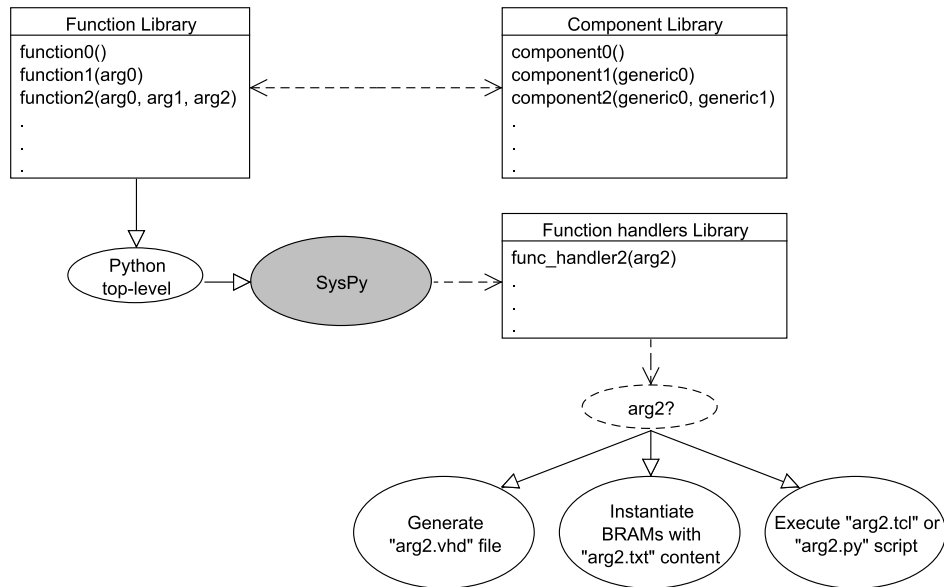 Function Library
function0()
function1(arg0)
function2(arg0, arg1, arg2)
.
.
.
Component Library
component0()
component1(generic0)
component2(generic0, generic1)
.
.
.
Python
top-level
SysPy
Function handlers Library
func_handler2(arg2)
.
.
.
arg2?
Generate
"arg2.vhd" file
Instantiate
BRAMs with
"arg2.txt" content
Execute "arg2.tcl" or
"arg2.py" script